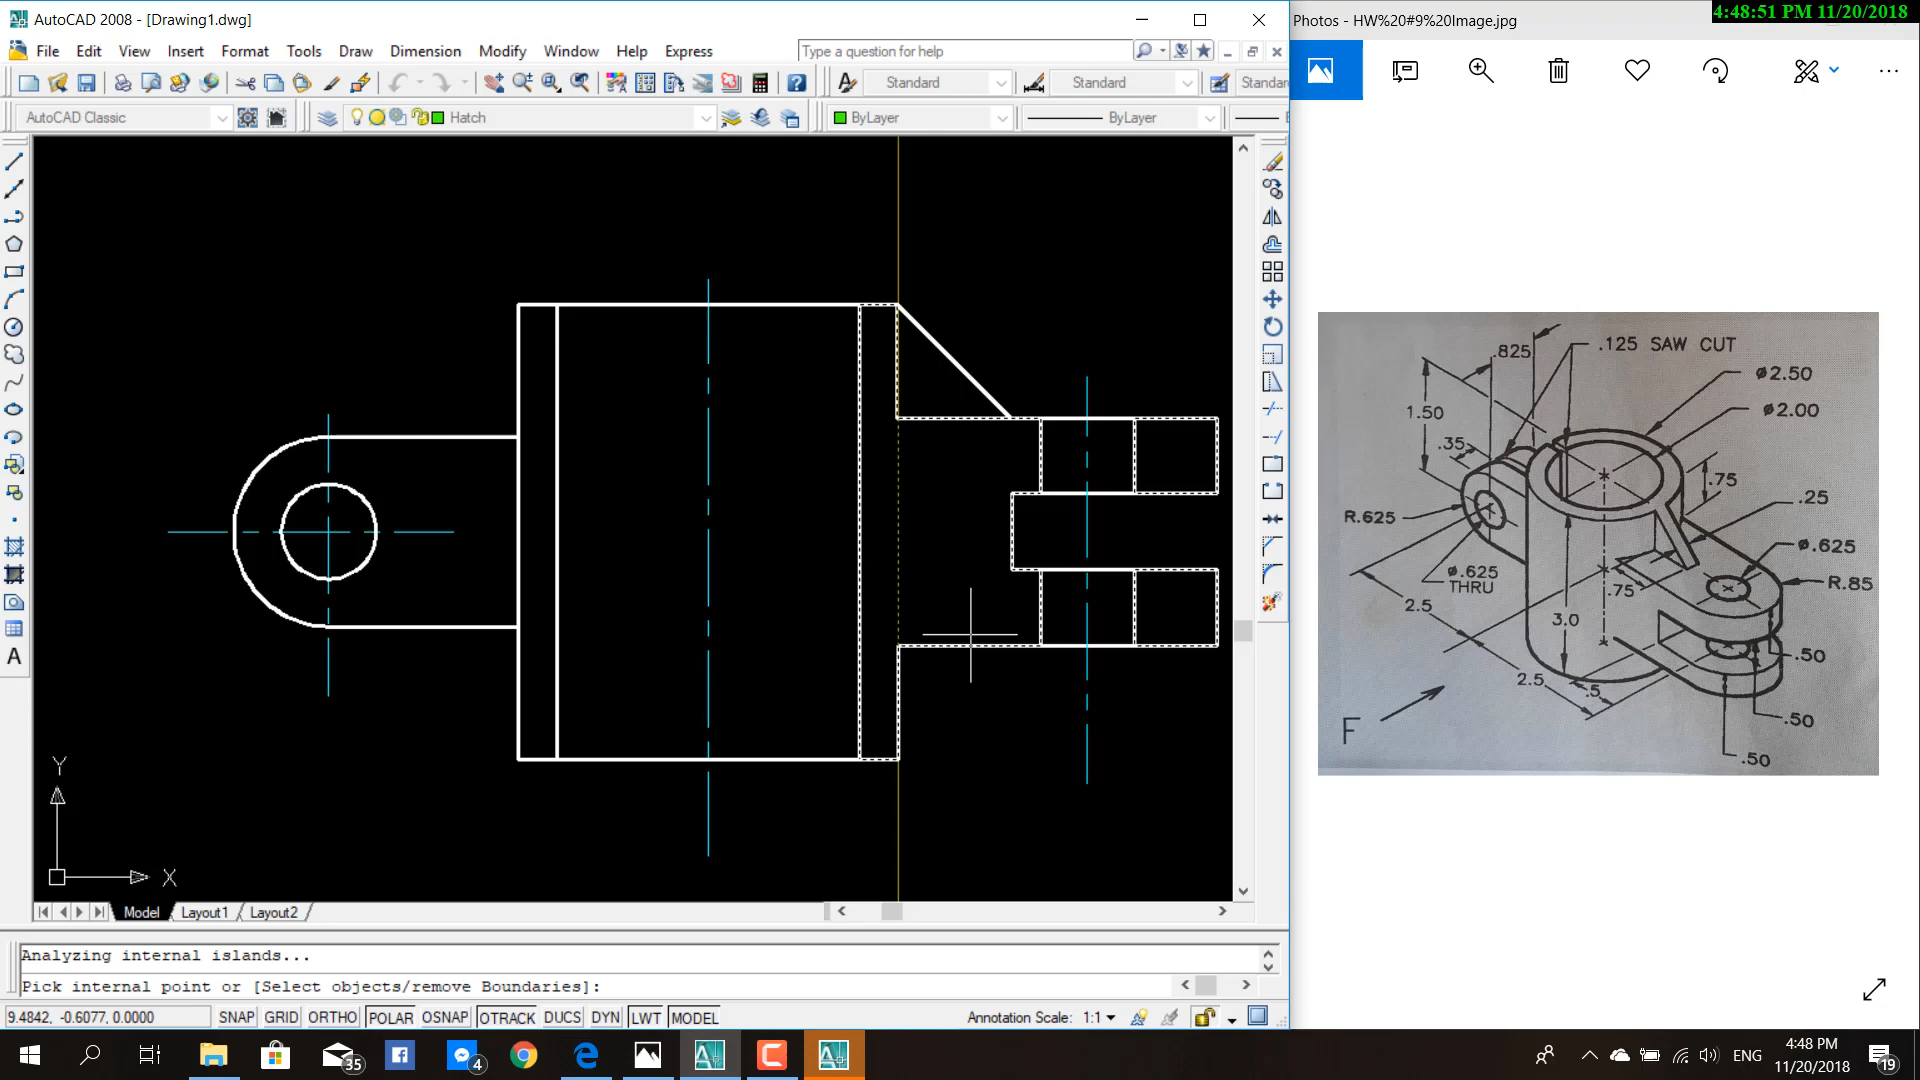 AutoCAD 2008 - [Drawing1.dwg]
Photos - HW%20#9%20Image.jpg
4:48:51 PM 11/20/2018
File Edit View Insert Format Tools Draw Dimension Modify Window Help Express
Type a question for help
Standard
Standard
Standar
AutoCAD Classic
Hatch
ByLayer
ByLayer
.125 SAW CUT
.825
ø2.50
1.50
ø2.00
.35
.75
.25
R.625
ø.625
ø.625
THRU
R.85
.75
2.5
3.0
.50
2.5
.5
.50
F
.50
Y
X
Model
Layout1
Layout2
Analyzing internal islands...
Pick internal point or [Select objects/remove Boundaries]:
9.4842, -0.6077, 0.0000
SNAP GRID ORTHO POLAR OSNAP OTRACK DUCS DYN LWT MODEL
Annotation Scale: 1:1
35
4
ENG
4:48 PM
11/20/2018
19